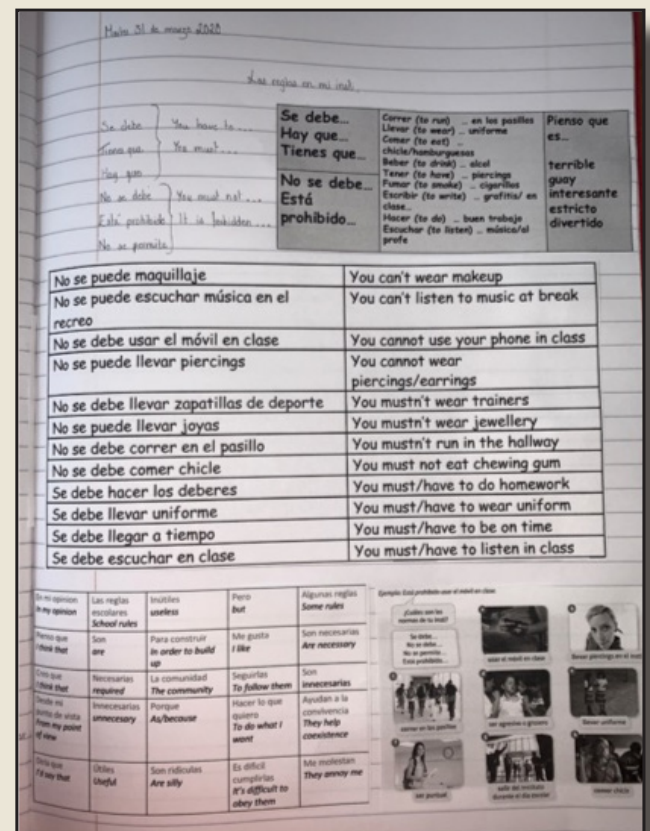 31 de marzo 2020
Las reglas en mi insti.
Se debe
Tiene que
Hay que
You have to ...
You must ...
No se debe
Está prohibido
No se permite
You must not ...
It is forbidden ...
Se debe...
Hay que...
Tienes que...
No se debe...
Está
prohibido...
Correr (to run) ... en los pasillos
Llevar (to wear) ... uniforme
Comer (to eat) ...
chicle/hamburguesas
Beber (to drink) ... alcol
Tener (to have) ... piercings
Fumar (to smoke) ... cigarillos
Escribir (to write) ... grafitis/ en
clase...
Hacer (to do) ... buen trabajo
Escuchar (to listen) ... música/al
profe
Pienso que
es...
terrible
guay
interesante
estricto
divertido
No se puede maquillaje
You can't wear makeup
No se puede escuchar música en el
recreo
You can't listen to music at break
No se debe usar el móvil en clase
You cannot use your phone in class
No se puede llevar piercings
You cannot wear
piercings/earrings
No se debe llevar zapatillas de deporte
You mustn't wear trainers
No se puede llevar joyas
You mustn't wear jewellery
No se debe correr en el pasillo
You mustn't run in the hallway
No se debe comer chicle
You must not eat chewing gum
Se debe hacer los deberes
You must/have to do homework
Se debe llevar uniforme
You must/have to wear uniform
Se debe llegar a tiempo
You must/have to be on time
Se debe escuchar en clase
You must/have to listen in class
En mi opinion
In my opinion
Las reglas
escolares
School rules
Inútiles
useless
Pero
but
Algunas reglas
Some rules
Pienso que
I think that
Son
are
Para construir
In order to build
up
Me gusta
I like
Son necesarias
Are necessary
Creo que
I think that
Necesarias
required
La comunidad
The community
Seguirlas
To follow them
Son
innecesarias
Desde mi
punto de vista
From my point
of view
Innecesarias
unnecesary
Porque
As/because
Hacer lo que
quiero
To do what I
want
Ayudan a la
convivencia
They help
coexistence
Diría que
I'd say that
Útiles
Useful
Son ridículas
Are silly
Es difícil
cumplirlas
It's difficult to
obey them
Me molestan
They annoy me
Ejemplo: Está prohibido usar el móvil en clase.
¿Cuáles son las
normas de tu insti?
Se debe...
No se debe...
No se permite...
Está prohibido...
usar el móvil en clase
llevar piercings en el insti
correr en los pasillos
ser agresivo o grosero
llevar uniforme
ser puntual
salir del instituto
durante el día escolar
comer chicle